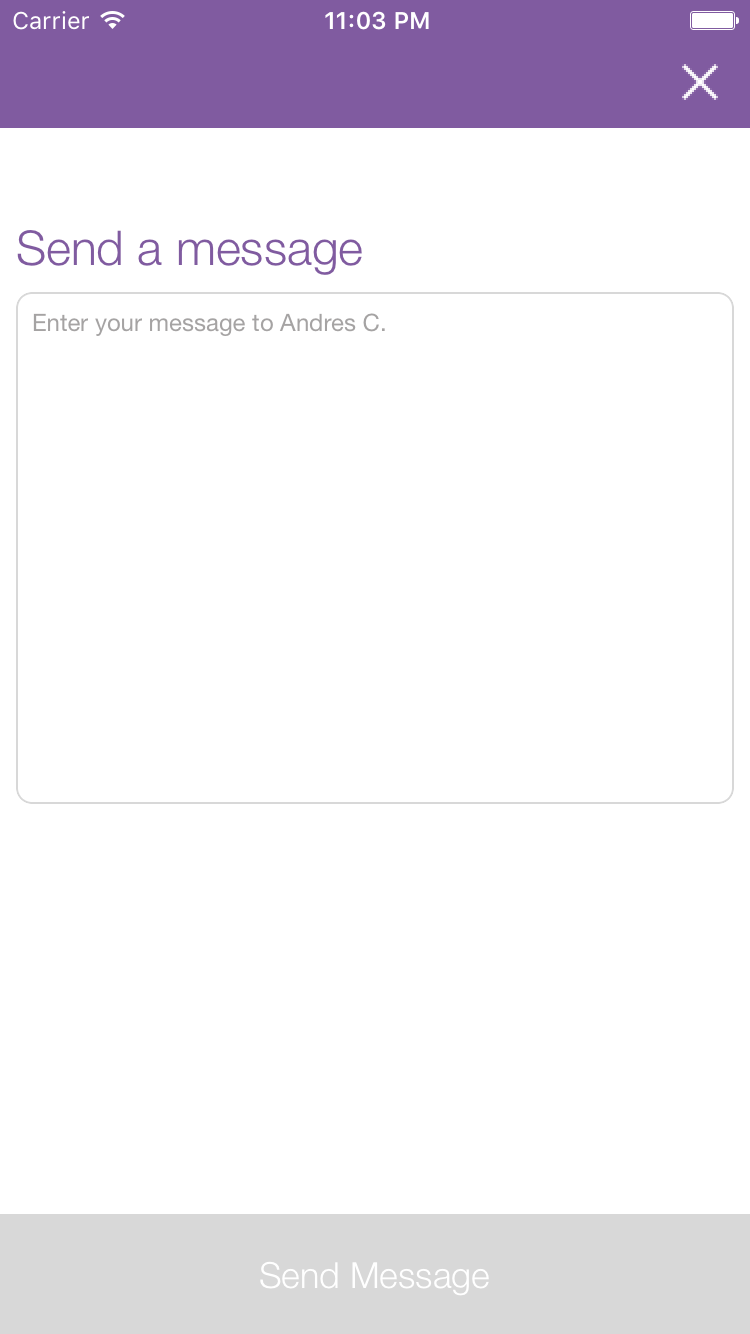 Carrier 11:03 PM
Send a message
Enter your message to Andres C.
Send Message